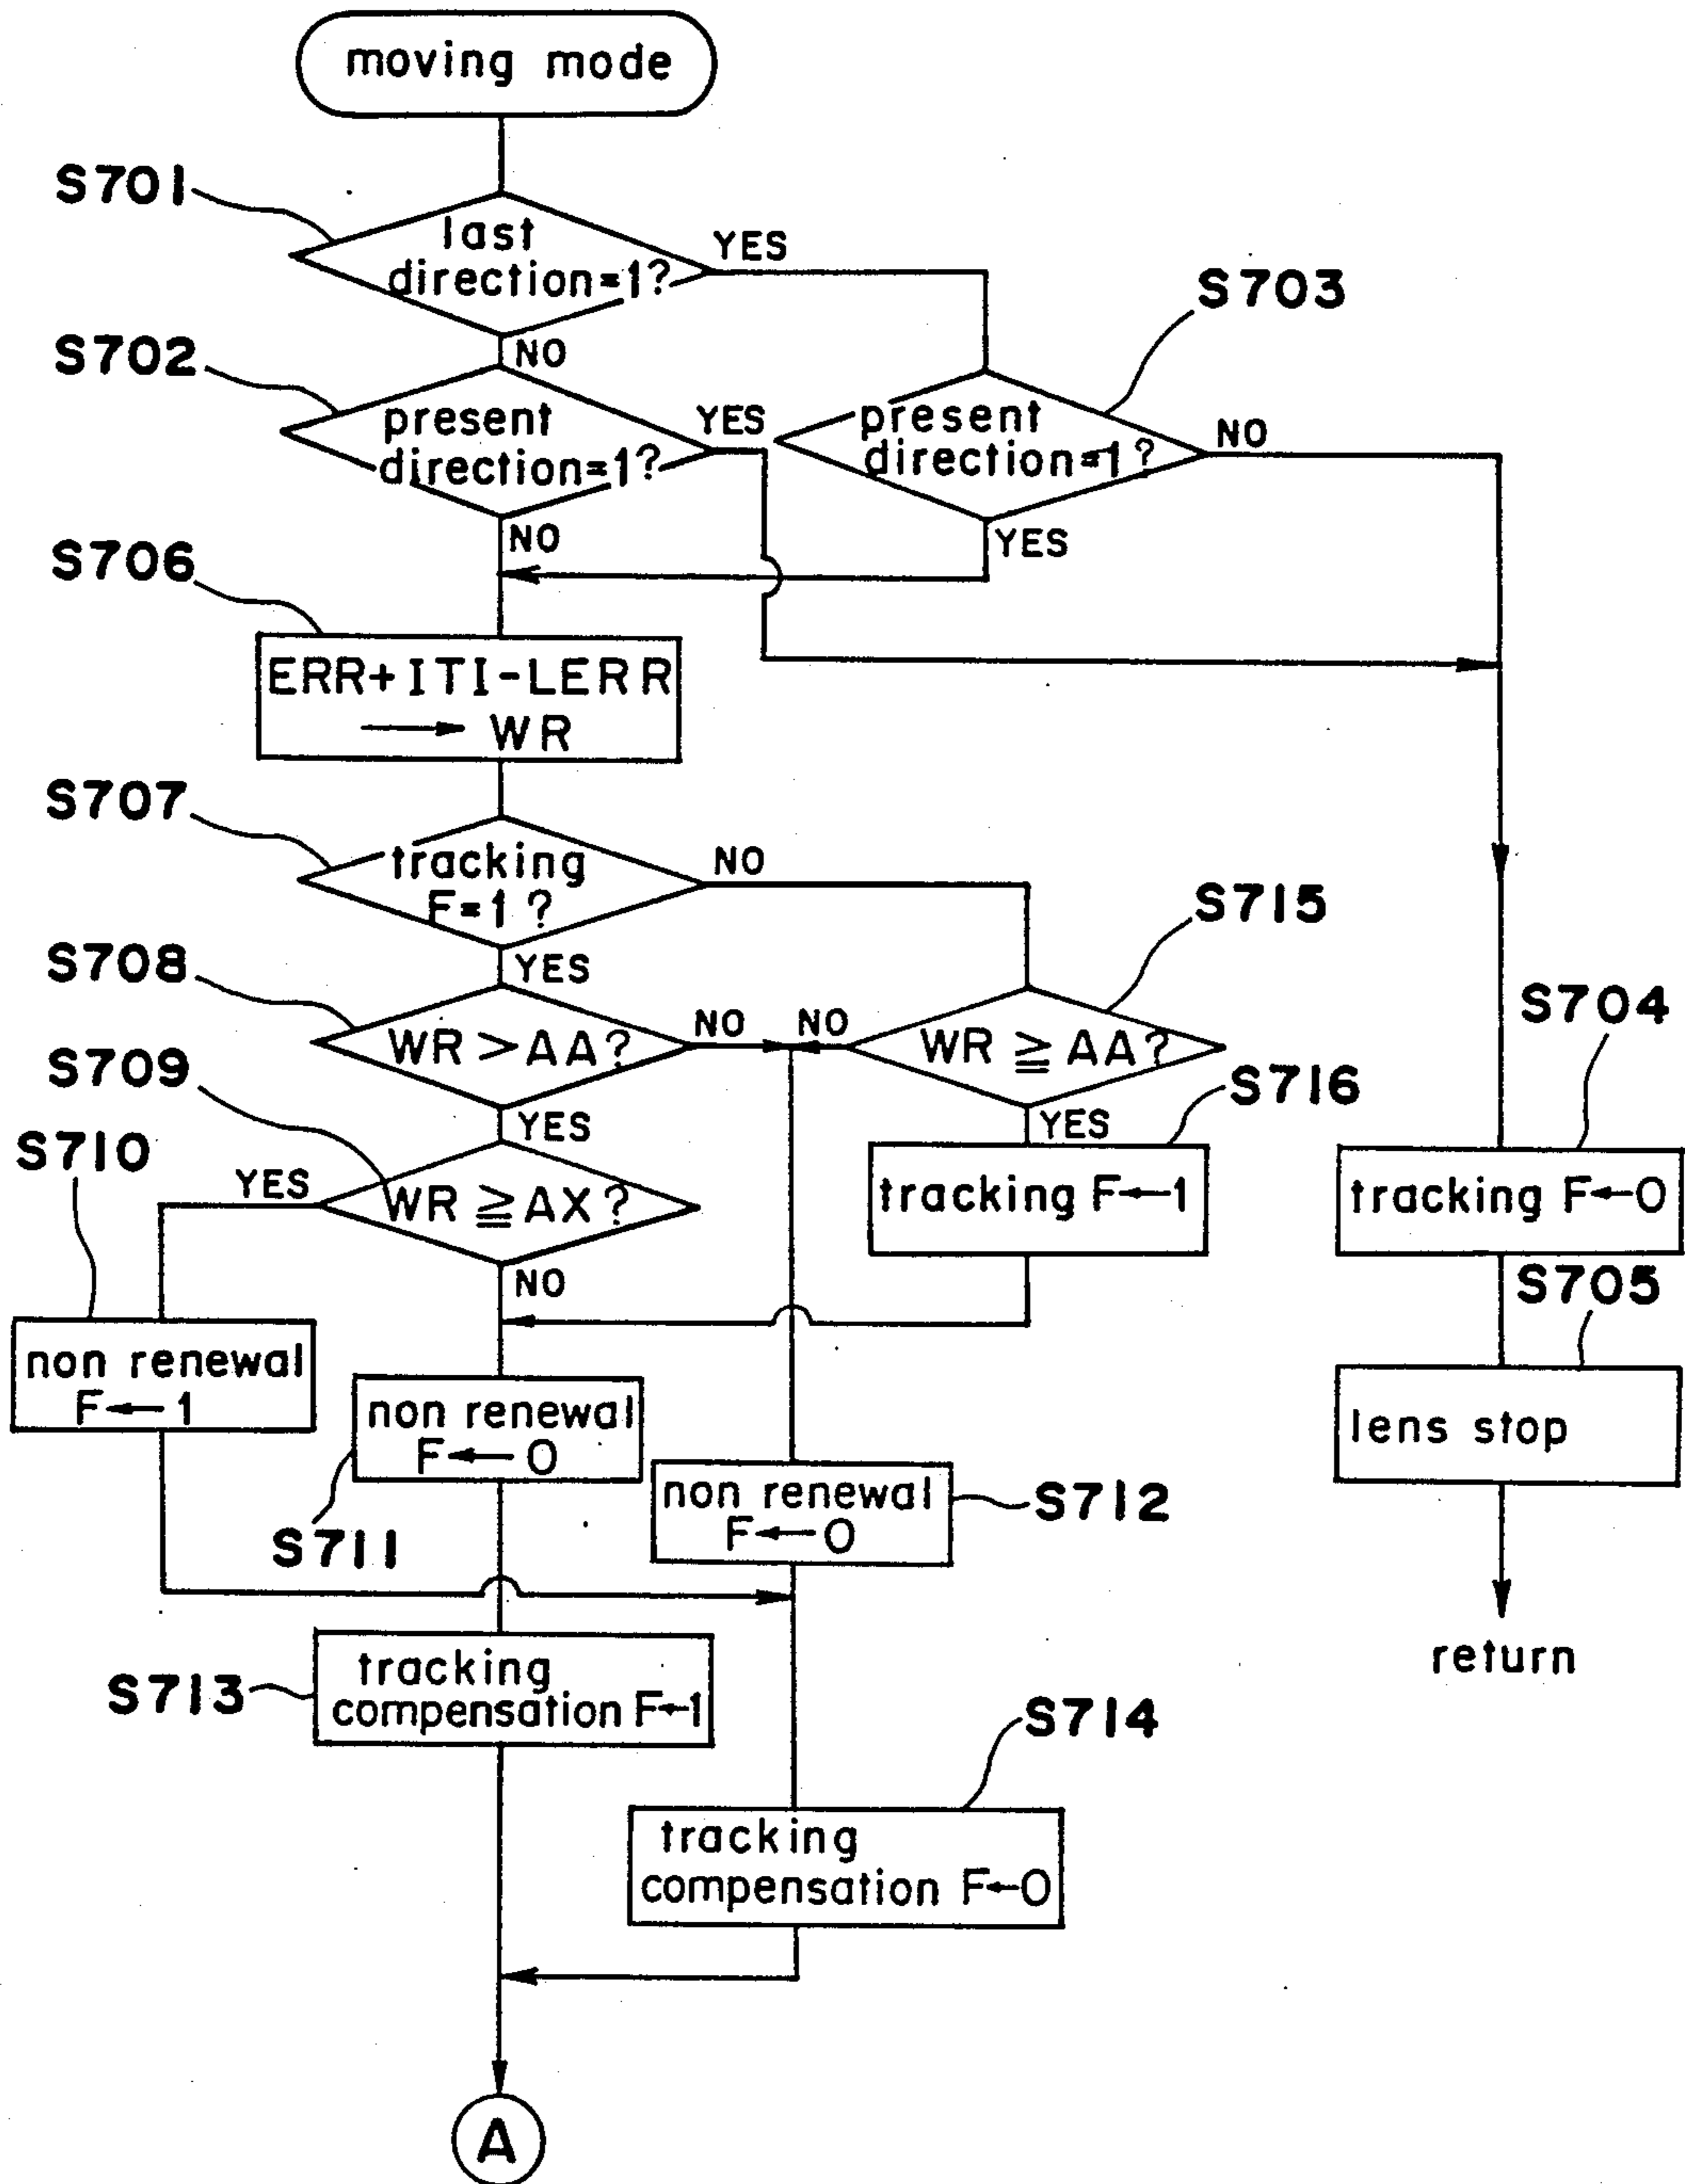 moving mode
S701
last
direction=1?
YES
S703
NO
S702
present
direction=1?
YES
present
direction=1?
NO
NO
YES
S706
ERR+ITI-LERR
→ WR
S707
tracking
F=1?
NO
S715
YES
S708
WR>AA?
NO
NO
WR≧AA?
S704
S709
YES
YES
S716
S710
YES
WR≧AX?
tracking F←1
tracking F←0
NO
S705
non renewal
F←1
non renewal
F←0
lens stop
non renewal
F←0
S712
S711
return
tracking
compensation F←1
S713
S714
tracking
compensation F←0
A